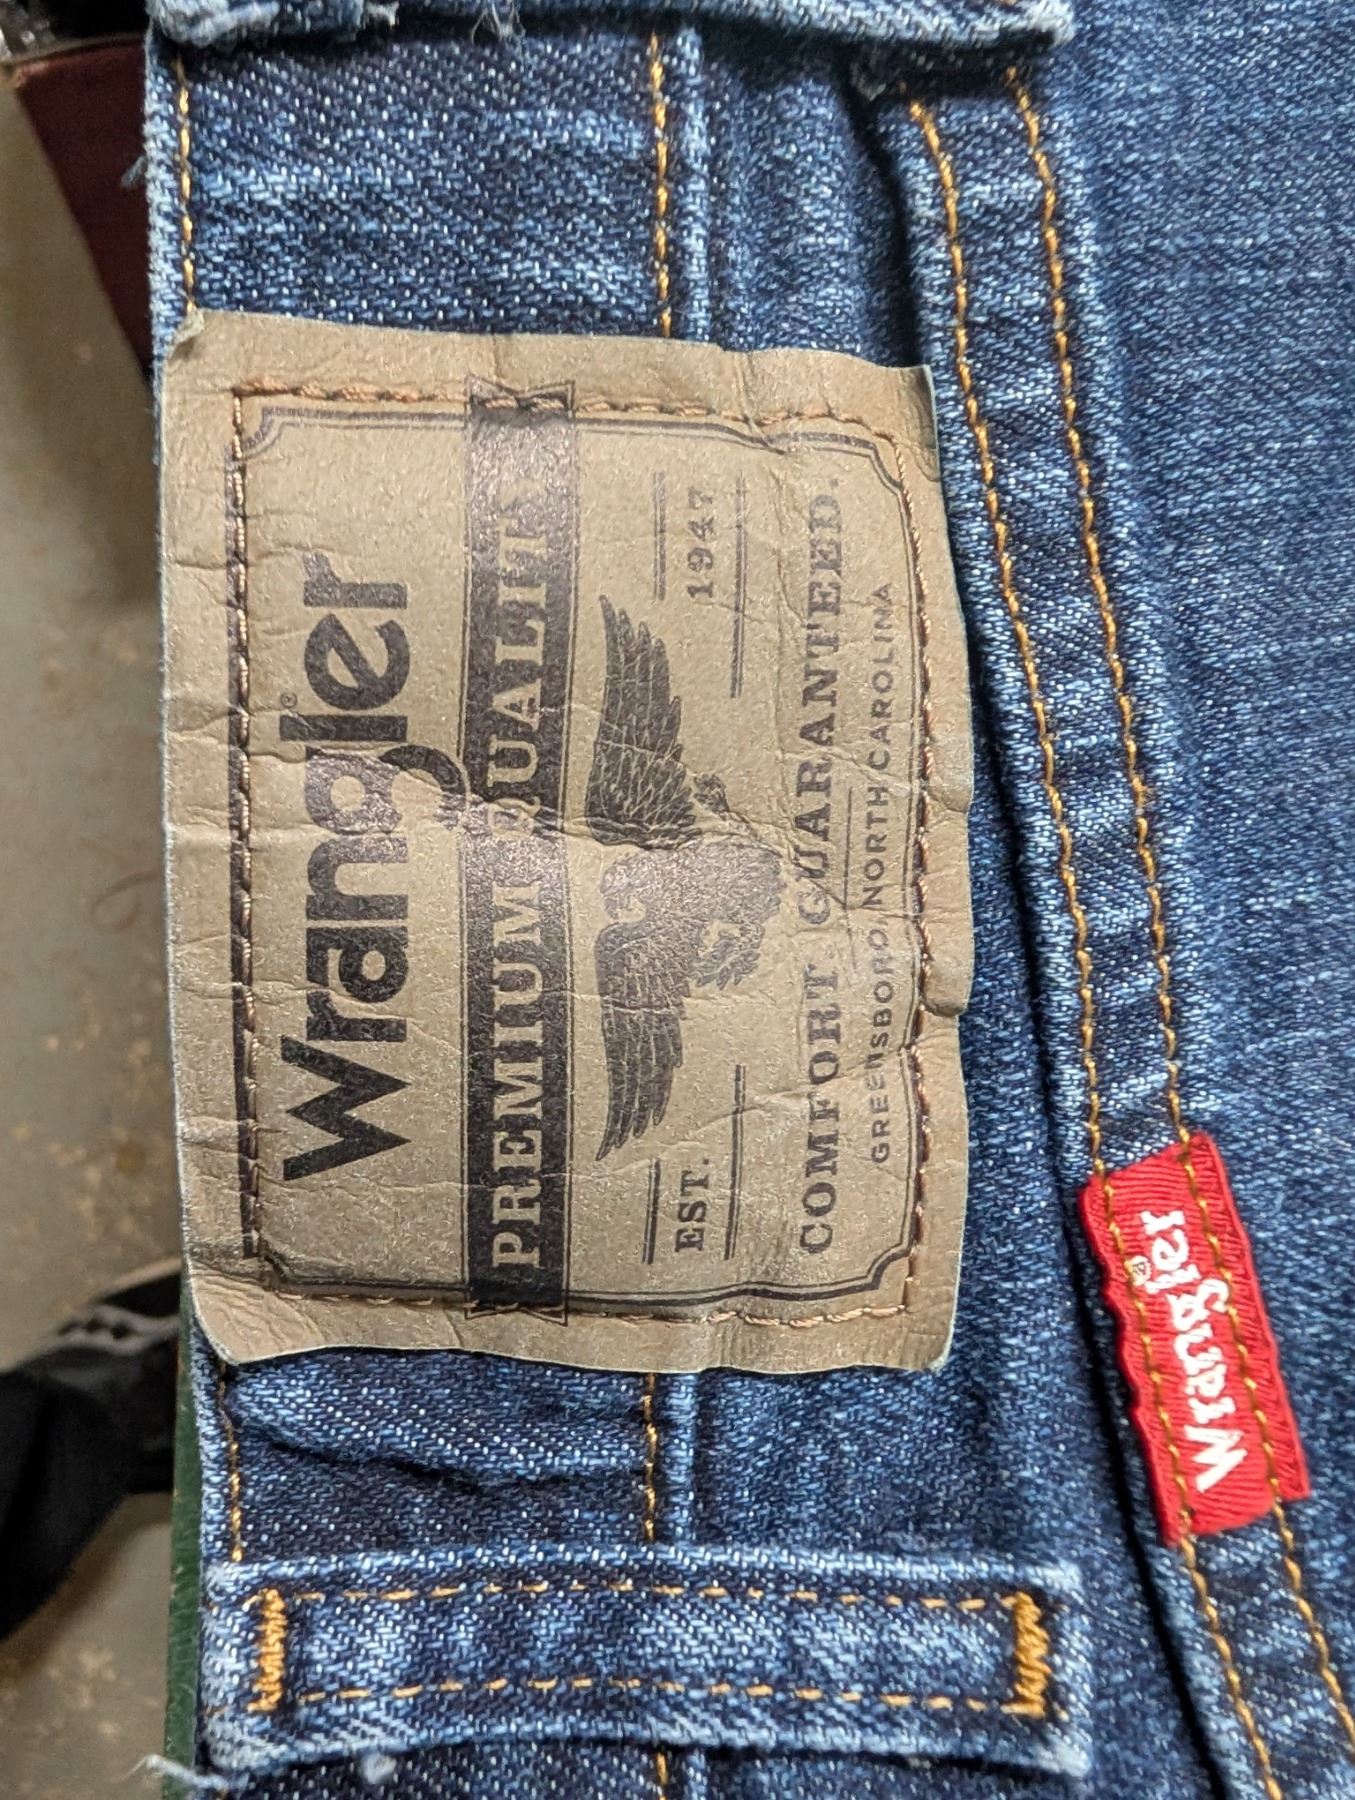 Wrangler®
PREMIUM QUALITY
EST. 1947
COMFORT GUARANTEED.
GREENSBORO, NORTH CAROLINA
Wrangler®